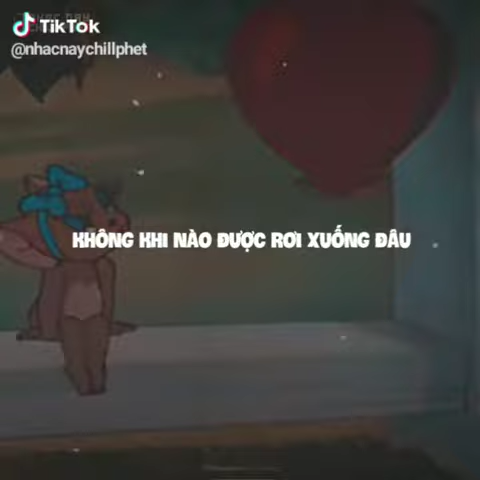 TikTok
@nhacnaychillphet
KHÔNG KHI NÀO ĐƯỢC RƠI XUỐNG ĐÂU